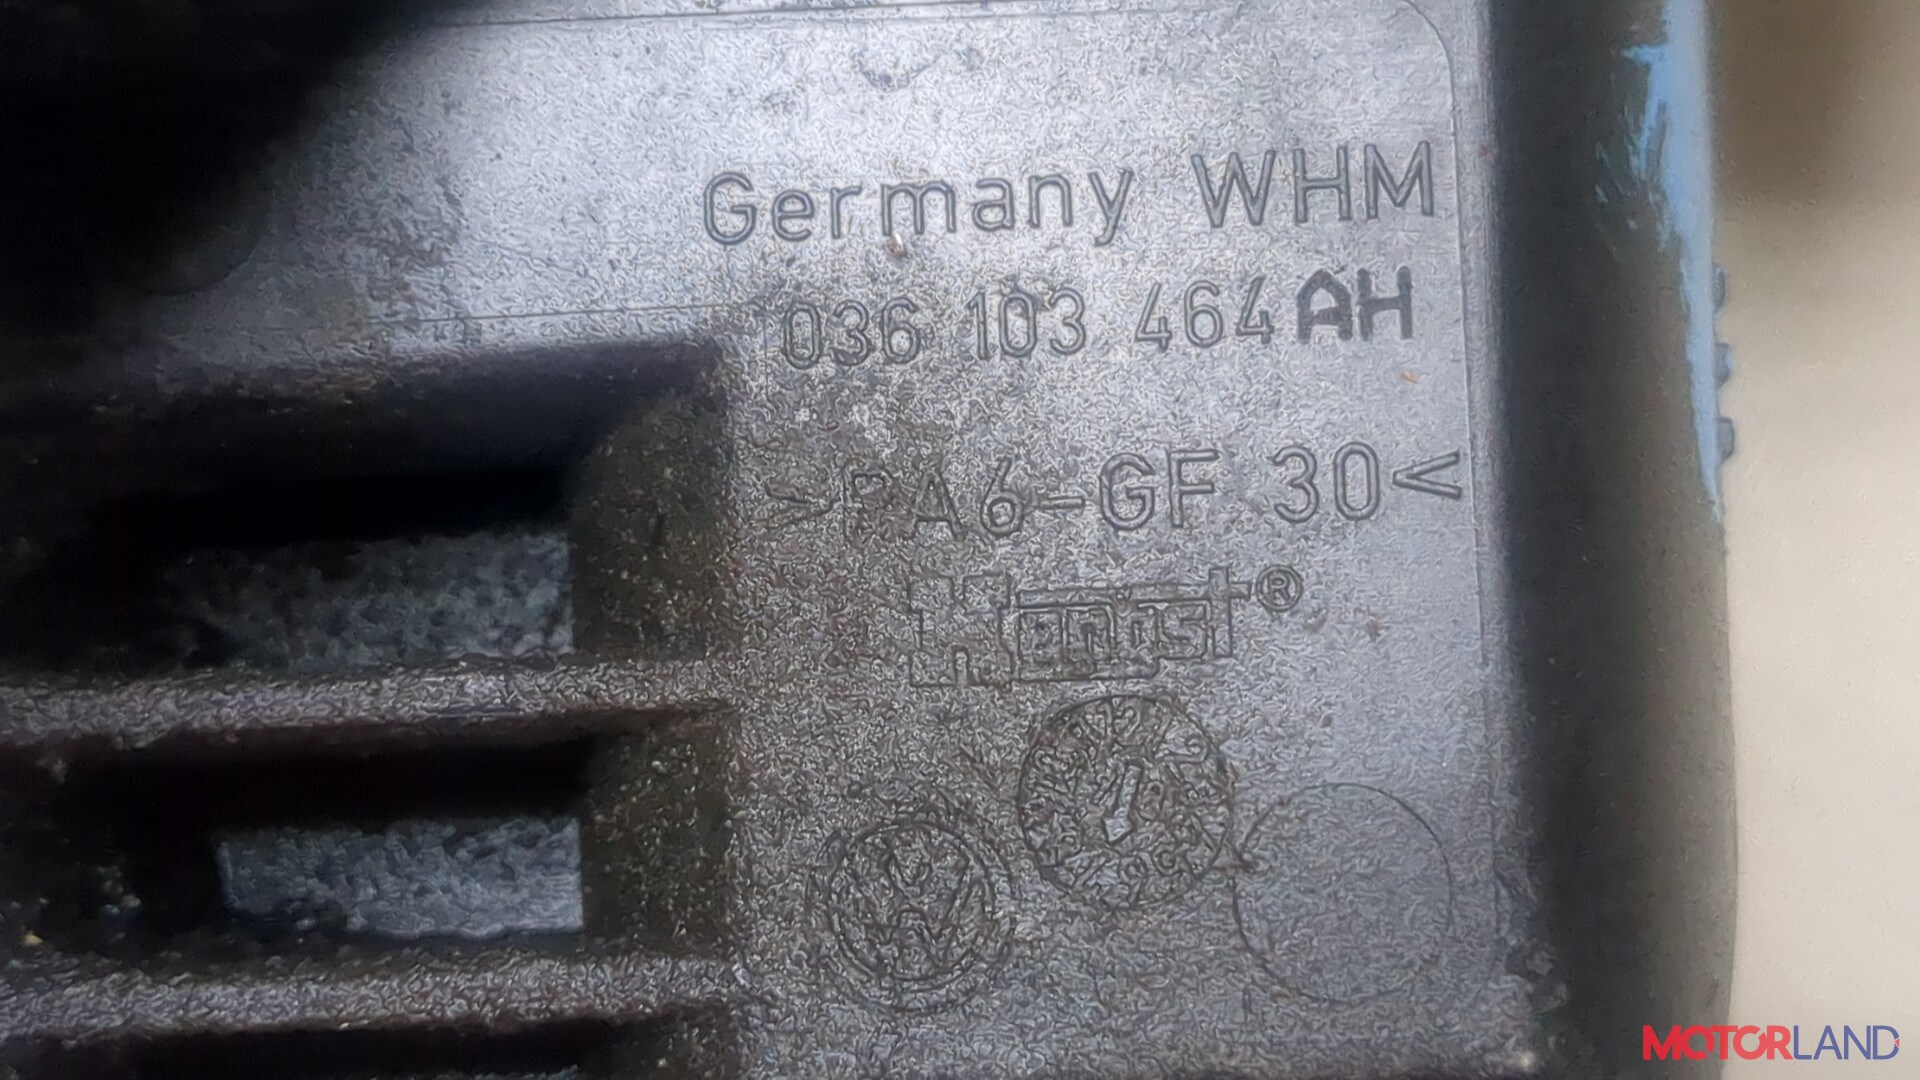 Germany WHM
036 103 464 AH
>PA6-GF 30<
Hengst®
MOTORLAND